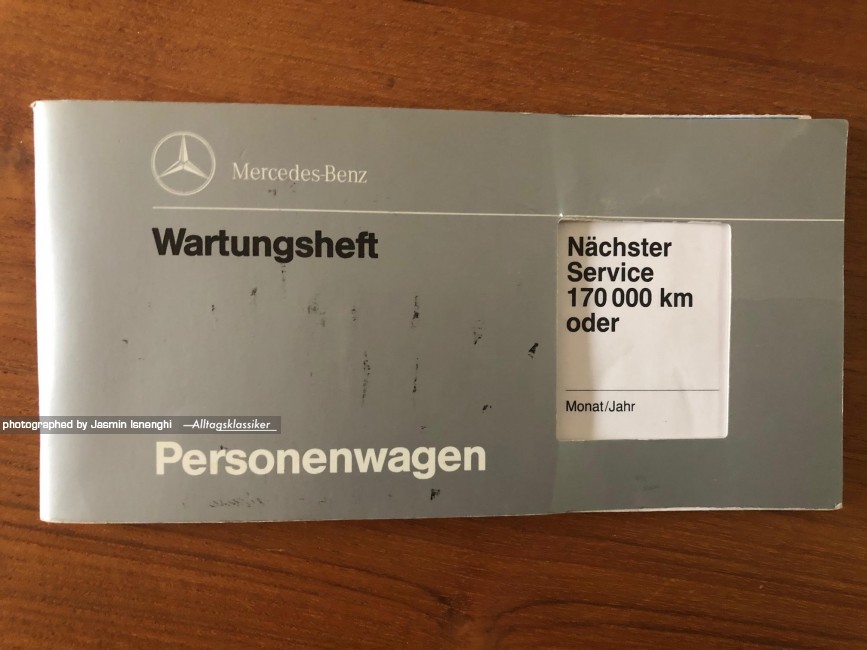 Mercedes-Benz
Wartungsheft
Nächster
Service
170 000 km
oder
Monat/Jahr
photographed by Jasmin Isnenghi —Alltagsklassiker
Personenwagen